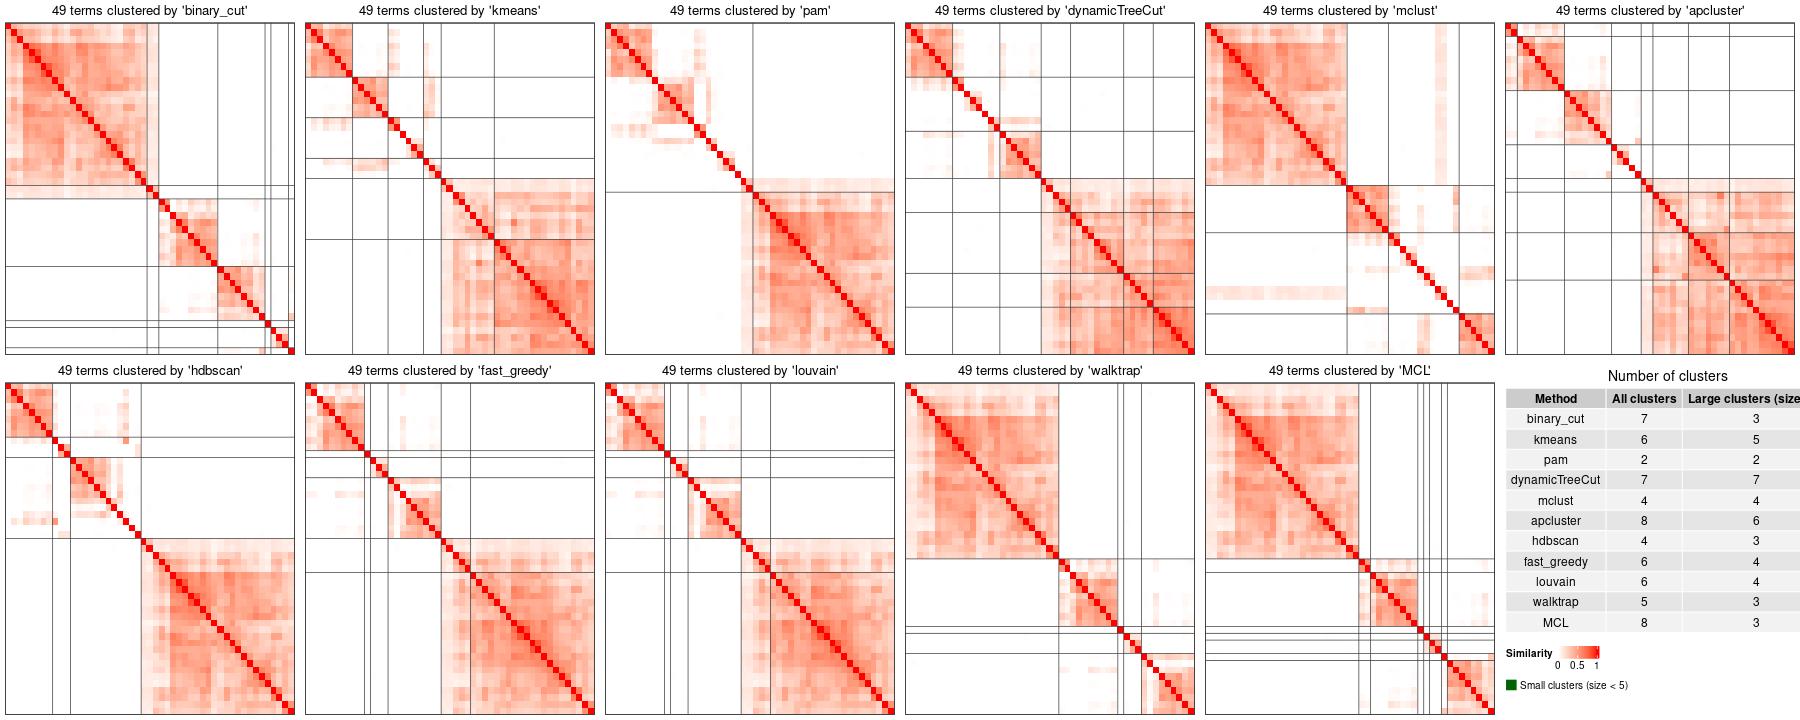 49 terms clustered by 'binary_cut'
49 terms clustered by 'kmeans'
49 terms clustered by 'pam'
49 terms clustered by 'dynamicTreeCut'
49 terms clustered by 'mclust'
49 terms clustered by 'apcluster'
49 terms clustered by 'hdbscan'
49 terms clustered by 'fast_greedy'
49 terms clustered by 'louvain'
49 terms clustered by 'walktrap'
49 terms clustered by 'MCL'
Number of clusters
Method All clusters Large clusters (size
binary_cut 7 3
kmeans 6 5
pam 2 2
dynamicTreeCut 7 7
mclust 4 4
apcluster 8 6
hdbscan 4 3
fast_greedy 6 4
louvain 6 4
walktrap 5 3
MCL 8 3
Similarity
0 0.5 1
Small clusters (size < 5)